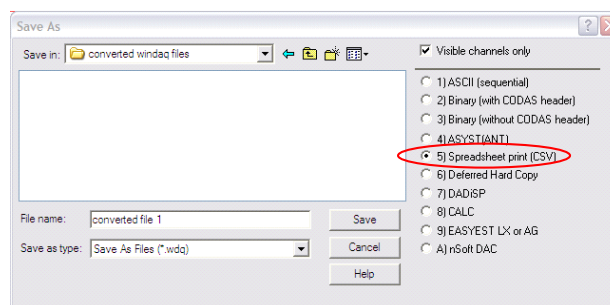 Save As
Save in: converted windaq files
Visible channels only
1) ASCII (sequential)
2) Binary (with CODAS header)
3) Binary (without CODAS header)
4) ASYST(ANT)
5) Spreadsheet print (CSV)
6) Deferred Hard Copy
7) DADiSP
8) CALC
9) EASYEST LX or AG
A) nSoft DAC
File name: converted file 1 Save
Save as type: Save As Files (*.wdq) Cancel
Help